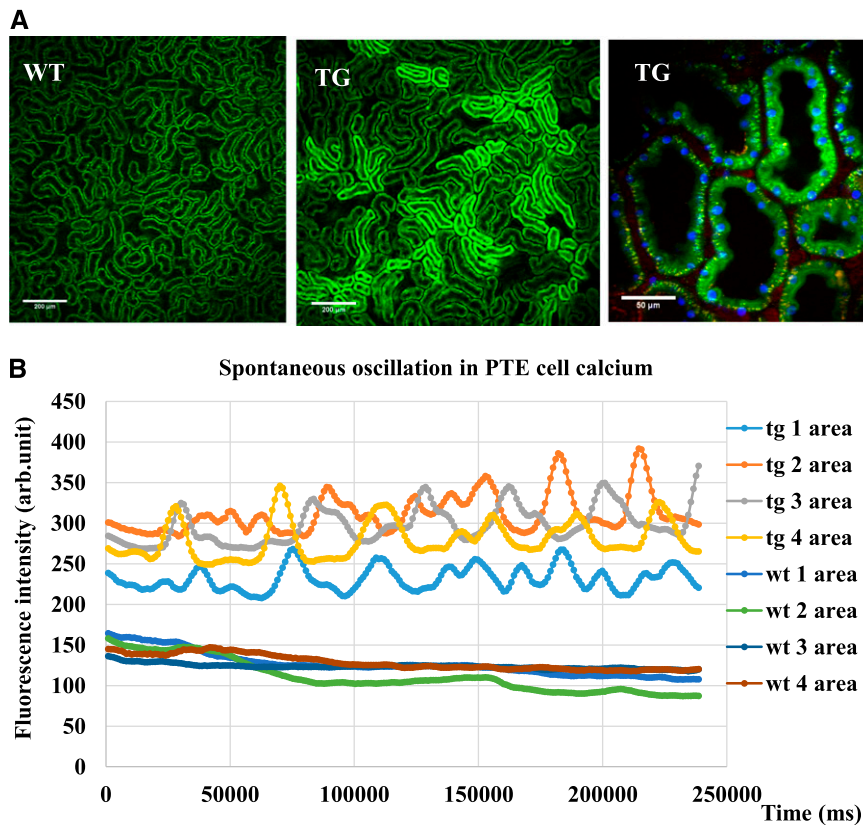 A
WT
TG
TG
200 µm
200 µm
50 µm
B
Spontaneous oscillation in PTE cell calcium
Fluorescence intensity (arb.unit)
450
400
350
300
250
200
150
100
50
0
0 50000 100000 150000 200000 250000
Time (ms)
tg 1 area
tg 2 area
tg 3 area
tg 4 area
wt 1 area
wt 2 area
wt 3 area
wt 4 area